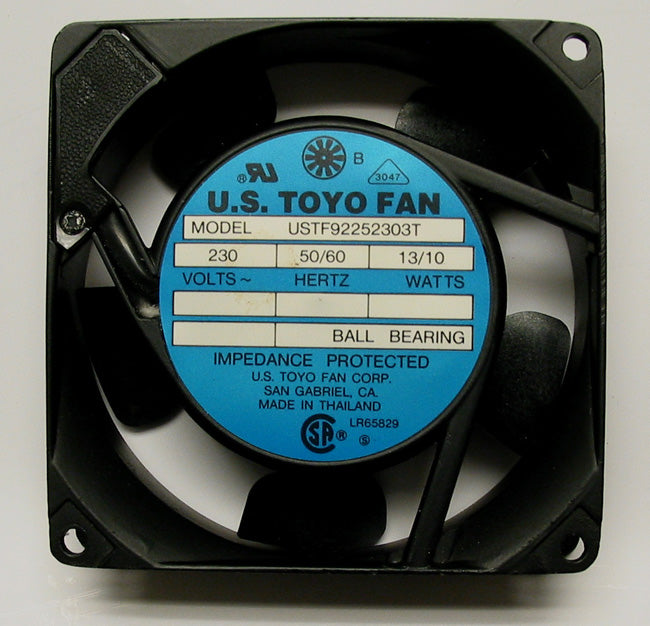 B
3047
U.S. TOYO FAN
MODEL USTF92252303T
230 50/60 13/10
VOLTS~ HERTZ WATTS
BALL BEARING
IMPEDANCE PROTECTED
U.S. TOYO FAN CORP.
SAN GABRIEL, CA.
MADE IN THAILAND
LR65829
CSA® Ⓢ